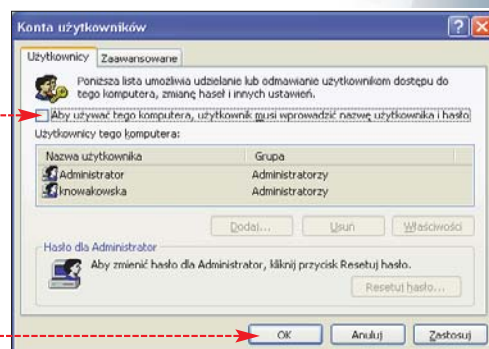 Konta użytkowników
Użytkownicy Zaawansowane
Poniższa lista umożliwia udzielanie lub odmawianie użytkownikom dostępu do
tego komputera, zmianę haseł i innych ustawień.
Aby używać tego komputera, użytkownik musi wprowadzić nazwę użytkownika i hasło
Użytkownicy tego komputera:
Nazwa użytkownika Grupa
Administrator Administratorzy
knowakowska Administratorzy
Dodaj... Usuń Właściwości
Hasło dla Administrator
Aby zmienić hasło dla Administrator, kliknij przycisk Resetuj hasło.
Resetuj hasło...
OK Anuluj Zastosuj